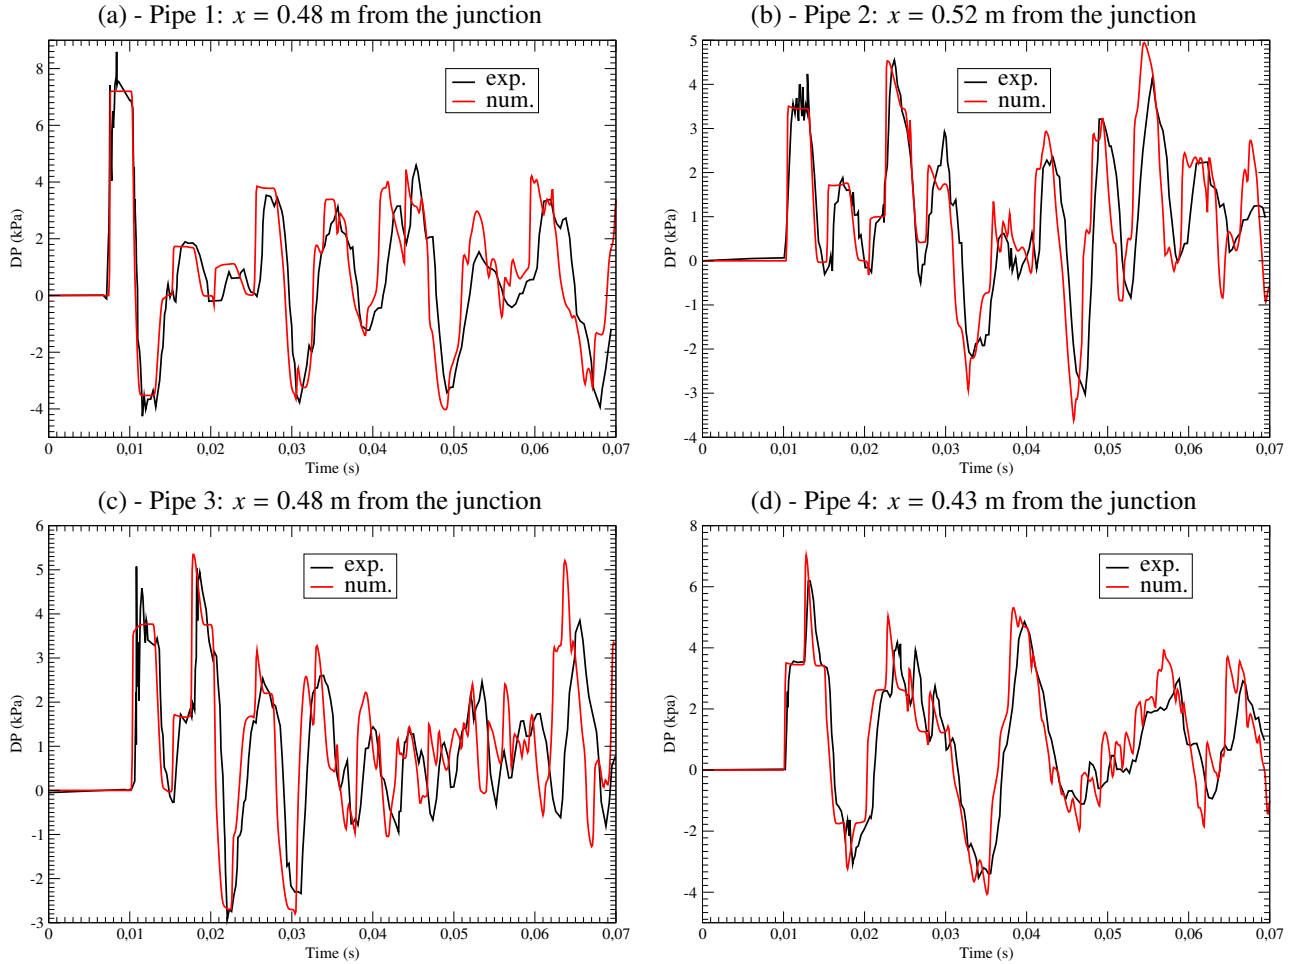 (a) - Pipe 1: x = 0.48 m from the junction
8
6
4
2
0
-2
-4
DP (kPa)
exp.
num.
0 0,01 0,02 0,03 0,04 0,05 0,06 0,07
Time (s)
(b) - Pipe 2: x = 0.52 m from the junction
5
4
3
2
1
0
-1
-2
-3
-4
DP (kPa)
exp.
num.
0 0,01 0,02 0,03 0,04 0,05 0,06 0,07
Time (s)
(c) - Pipe 3: x = 0.48 m from the junction
6
5
4
3
2
1
0
-1
-2
-3
DP (kPa)
exp.
num.
0 0,01 0,02 0,03 0,04 0,05 0,06 0,07
Time (s)
(d) - Pipe 4: x = 0.43 m from the junction
8
6
4
2
0
-2
-4
DP (kpa)
exp.
num.
0 0,01 0,02 0,03 0,04 0,05 0,06 0,07
Time (s)